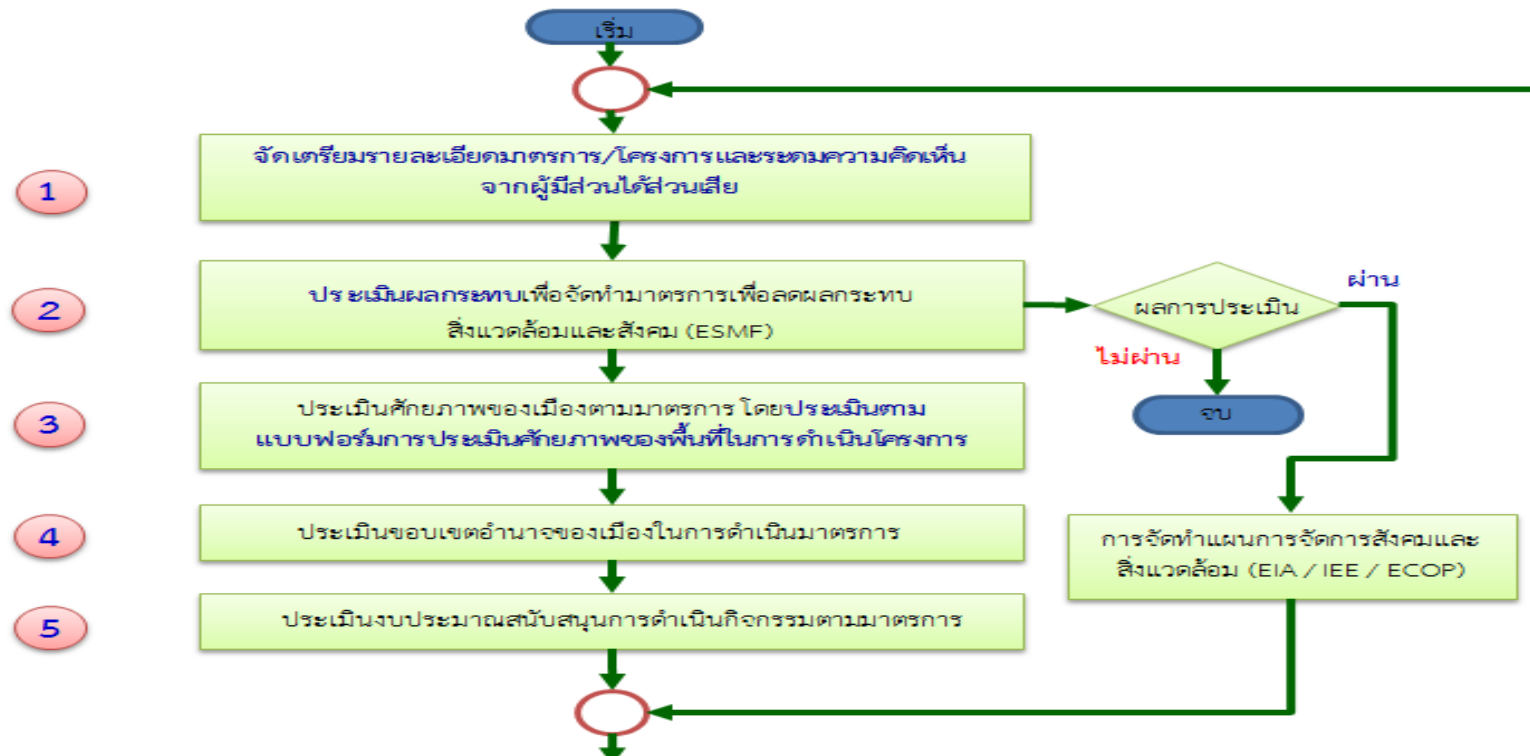 เริ่ม
1
จัดเตรียมรายละเอียดมาตรการ/โครงการและระดมความคิดเห็น
จากผู้มีส่วนได้ส่วนเสีย
2
ประเมินผลกระทบเพื่อจัดทำมาตรการเพื่อลดผลกระทบ
สิ่งแวดล้อมและสังคม (ESMF)
ผลการประเมิน
ผ่าน
ไม่ผ่าน
จบ
3
ประเมินศักยภาพของเมืองตามมาตรการ โดยประเมินตาม
แบบฟอร์มการประเมินศักยภาพของพื้นที่ในการดำเนินโครงการ
4
ประเมินขอบเขตอำนาจของเมืองในการดำเนินมาตรการ
การจัดทำแผนการจัดการสังคมและ
สิ่งแวดล้อม (EIA / IEE / ECOP)
5
ประเมินงบประมาณสนับสนุนการดำเนินกิจกรรมตามมาตรการ